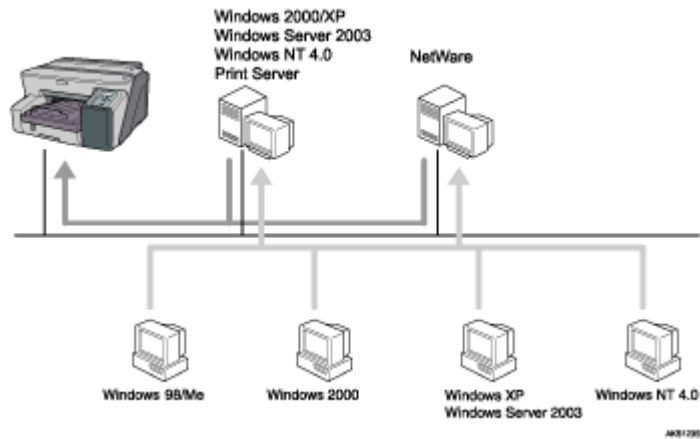 Windows 2000/XP
Windows Server 2003
Windows NT 4.0
Print Server
NetWare
Windows 98/Me
Windows 2000
Windows XP
Windows Server 2003
Windows NT 4.0